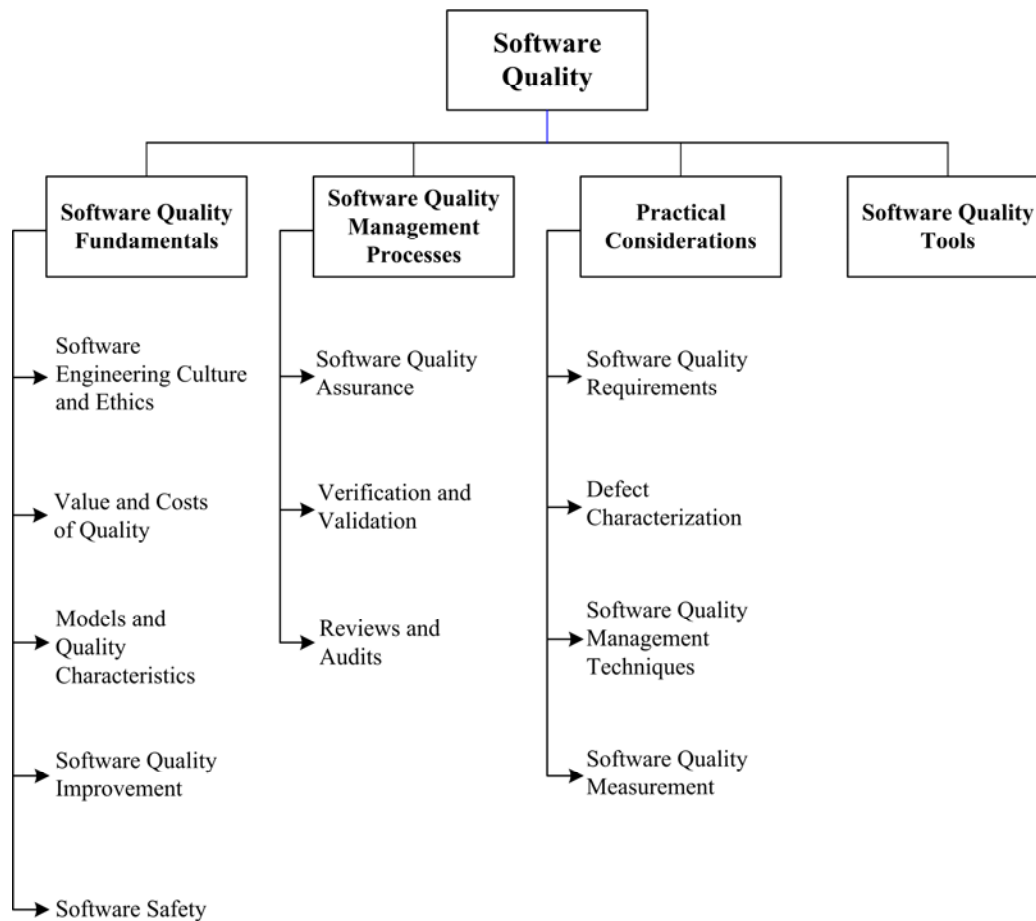 Software
Quality
Software Quality
Fundamentals
Software
Engineering Culture
and Ethics
Value and Costs
of Quality
Models and
Quality
Characteristics
Software Quality
Improvement
Software Safety
Software Quality
Management
Processes
Software Quality
Assurance
Verification and
Validation
Reviews and
Audits
Practical
Considerations
Software Quality
Requirements
Defect
Characterization
Software Quality
Management
Techniques
Software Quality
Measurement
Software Quality
Tools